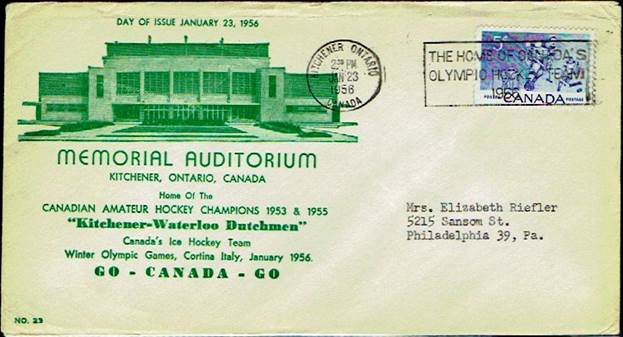 DAY OF ISSUE JANUARY 23, 1956
MEMORIAL AUDITORIUM
KITCHENER, ONTARIO, CANADA
Home Of The
CANADIAN AMATEUR HOCKEY CHAMPIONS 1953 & 1955
"Kitchener-Waterloo Dutchmen"
Canada's Ice Hockey Team
Winter Olympic Games, Cortina Italy, January 1956.
GO - CANADA - GO
NO. 23
KITCHENER ONTARIO
PM
JAN 23
1956
CANADA
THE HOME OF CANADA'S
OLYMPIC HOCKEY TEAM
1956
5
POSTES CANADA POSTAGE
Mrs. Elizabeth Riefler
5215 Sansom St.
Philadelphia 39, Pa.